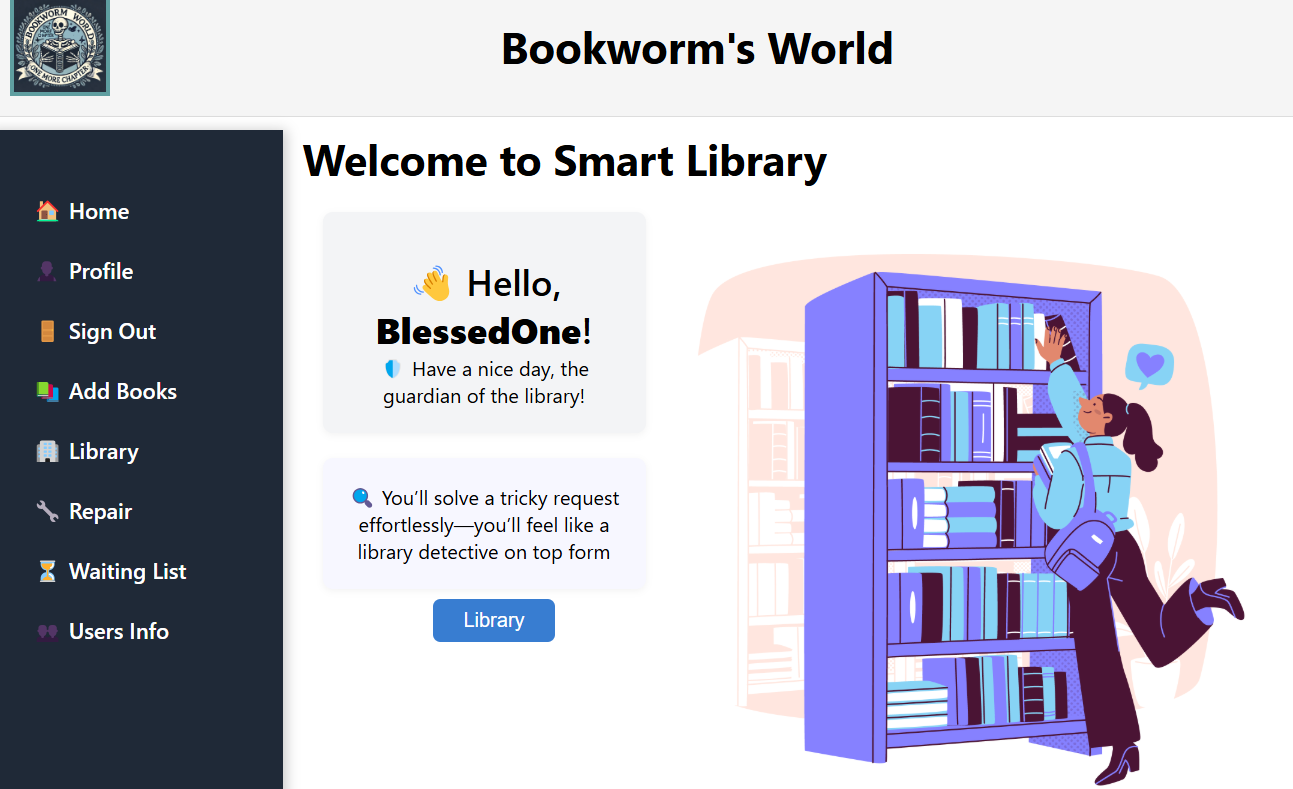 BOOKWORM WORLD
ONE MORE CHAPTER
Bookworm's World
Welcome to Smart Library
Home
Profile
Sign Out
Add Books
Library
Repair
Waiting List
Users Info
👋 Hello,
BlessedOne!
🛡️ Have a nice day, the
guardian of the library!
🔍 You’ll solve a tricky request
effortlessly—you’ll feel like a
library detective on top form
Library